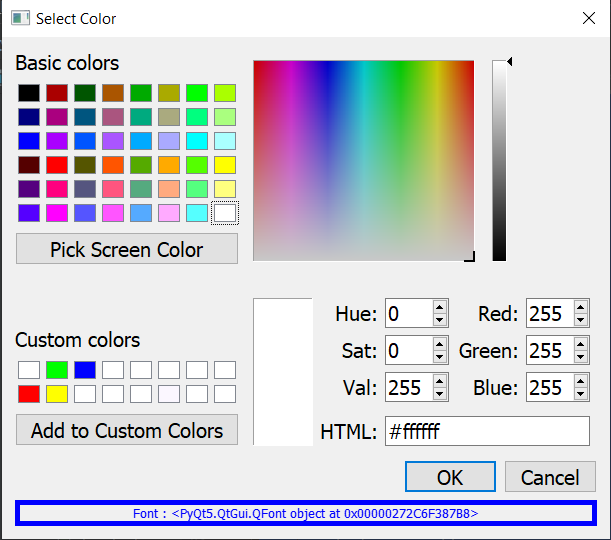 Select Color
Basic colors
Pick Screen Color
Custom colors
Add to Custom Colors
Hue: 0 Red: 255
Sat: 0 Green: 255
Val: 255 Blue: 255
HTML: #ffffff
OK Cancel
Font : <PyQt5.QtGui.QFont object at 0x00000272C6F387B8>